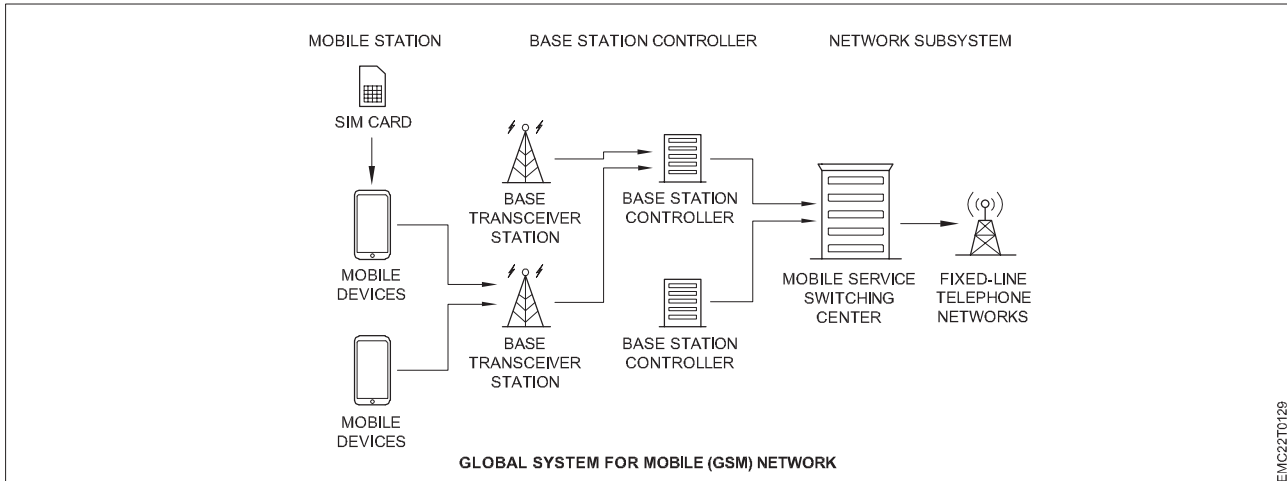 MOBILE STATION
BASE STATION CONTROLLER
NETWORK SUBSYSTEM
SIM CARD
BASE
TRANSCEIVER
STATION
BASE STATION
CONTROLLER
MOBILE
DEVICES
MOBILE SERVICE
SWITCHING
CENTER
FIXED-LINE
TELEPHONE
NETWORKS
BASE
TRANSCEIVER
STATION
BASE STATION
CONTROLLER
MOBILE
DEVICES
GLOBAL SYSTEM FOR MOBILE (GSM) NETWORK
EMC22T0129